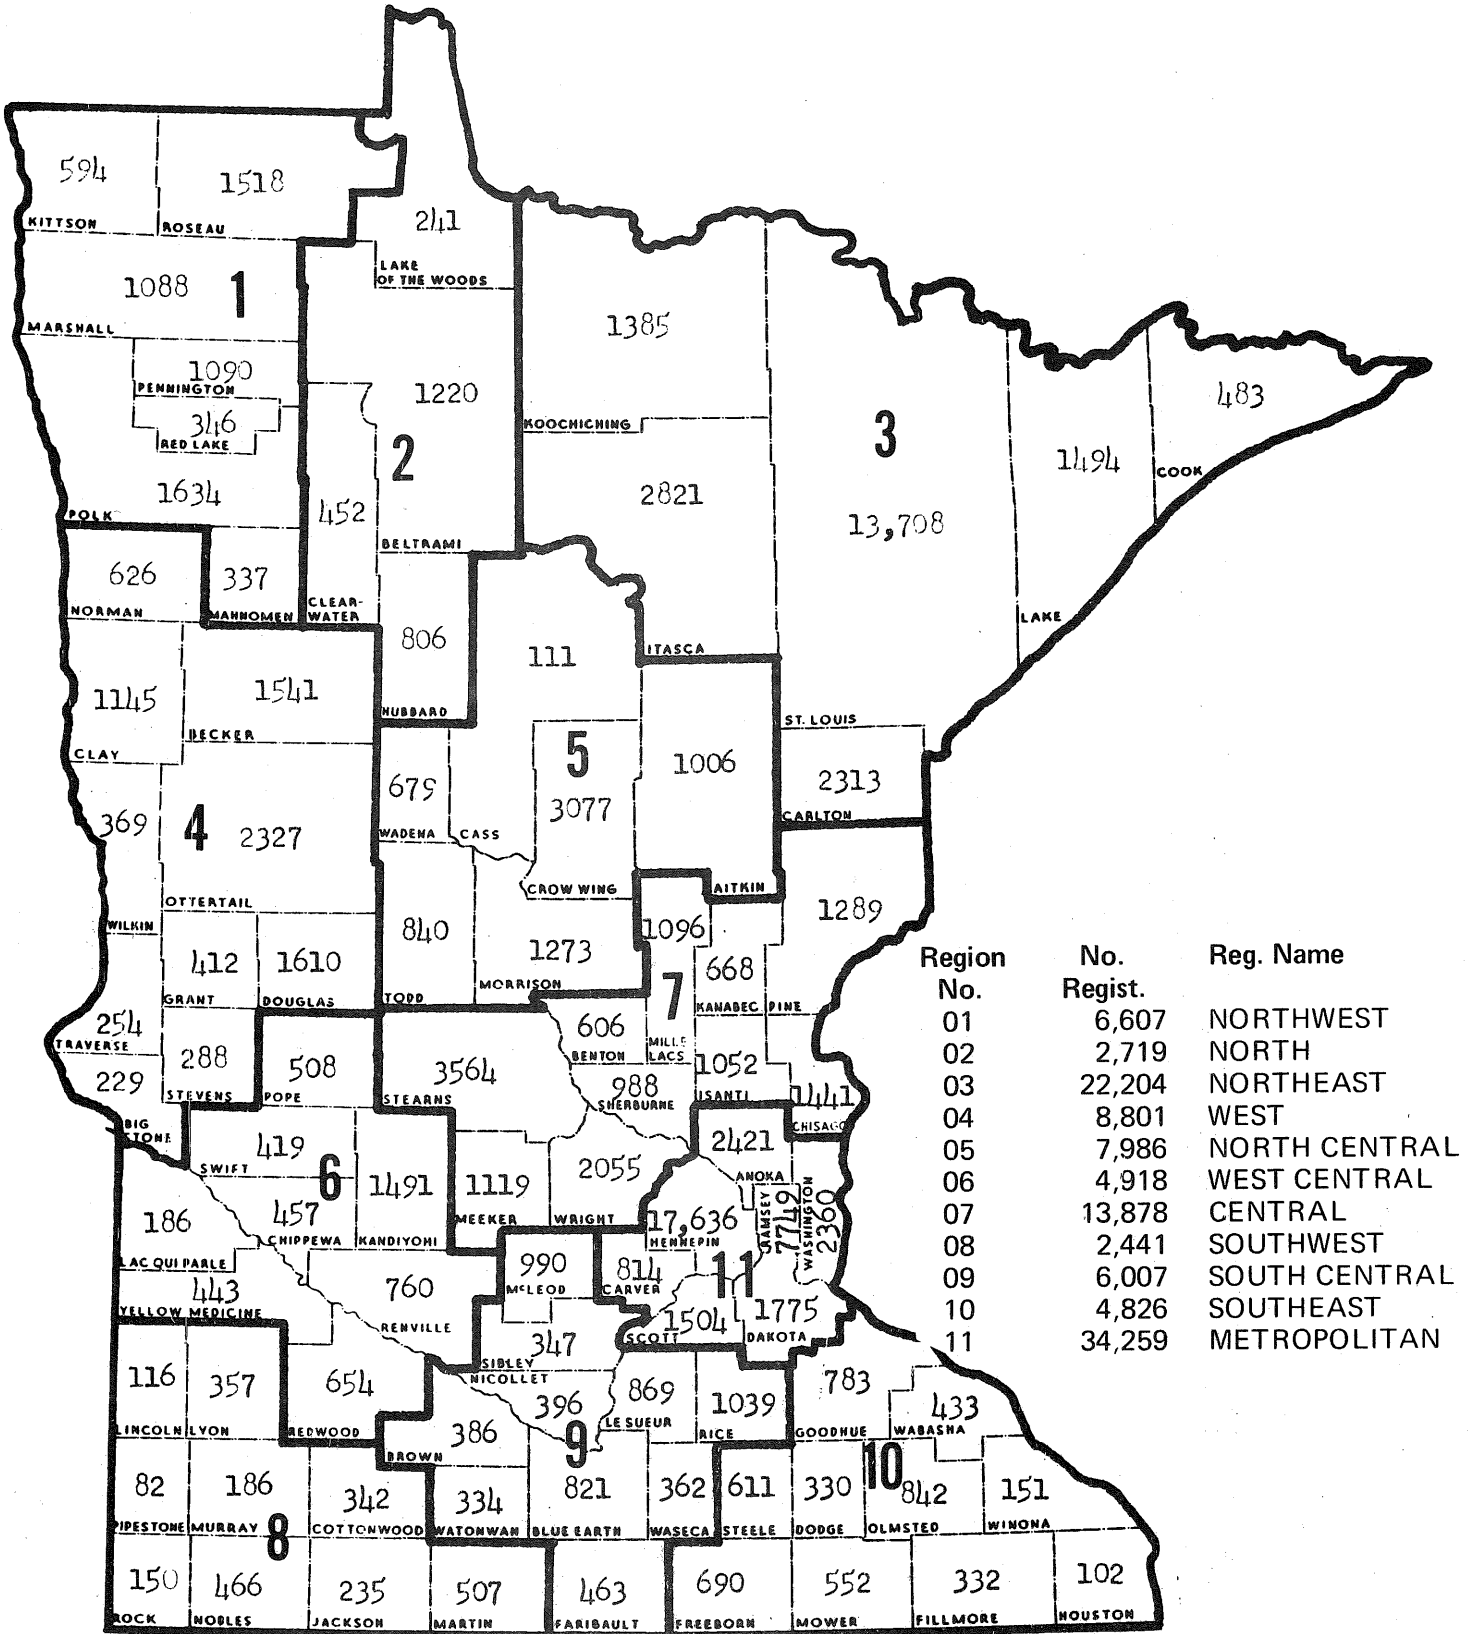 594
1518
KITTSON
ROSEAU
241
LAKE
OF THE WOODS
1088
1
MARSHALL
1385
1090
PENNINGTON
346
RED LAKE
1220
KOOCHICHING
483
3
1494
COOK
2
1634
POLK
452
2821
13,708
BELTRAMI
626
337
NORMAN
MAHNOMEN
CLEAR-
WATER
LAKE
806
111
ITASCA
1145
1541
HUBBARD
BECKER
CLAY
ST. LOUIS
5
1006
679
3077
2313
CARLTON
369
4
2327
WADENA
CASS
OTTERTAIL
CROW WING
AITKIN
WILKIN
840
1273
1096
1289
412
1610
668
MORRISON
7
GRANT
DOUGLAS
TODD
KANABEC
PINE
254
TRAVERSE
288
606
BENTON
MILLE
LACS
229
STEVENS
508
POPE
3564
STEARNS
988
SHERBURNE
1052
ISANTI
1441
CHISAGO
BIG
STONE
419
SWIFT
6
1491
2421
ANOKA
2055
1119
MEEKER
WRIGHT
186
457
CHIPPEWA
KANDIYOHI
17,636
HENNEPIN
RAMSEY
7749
WASHINGTON
2360
LAC QUI PARLE
443
YELLOW MEDICINE
760
RENVILLE
990
MCLEOD
814
CARVER
11
1504
SCOTT
1775
DAKOTA
347
SIBLEY
NICOLLET
116
357
654
LINCOLN
LYON
REDWOOD
396
869
LE SUEUR
1039
RICE
783
GOODHUE
433
WABASHA
386
BROWN
9
10
82
186
342
334
821
362
611
330
842
151
PIPESTONE
MURRAY
COTTONWOOD
WATONWAN
BLUE EARTH
WASECA
STEELE
DODGE
OLMSTED
WINONA
8
150
466
235
507
463
690
552
332
102
ROCK
NOBLES
JACKSON
MARTIN
FARIBAULT
FREEBORN
MOWER
FILLMORE
HOUSTON
Region No. Reg. Name
No. Regist.
01 6,607 NORTHWEST
02 2,719 NORTH
03 22,204 NORTHEAST
04 8,801 WEST
05 7,986 NORTH CENTRAL
06 4,918 WEST CENTRAL
07 13,878 CENTRAL
08 2,441 SOUTHWEST
09 6,007 SOUTH CENTRAL
10 4,826 SOUTHEAST
11 34,259 METROPOLITAN